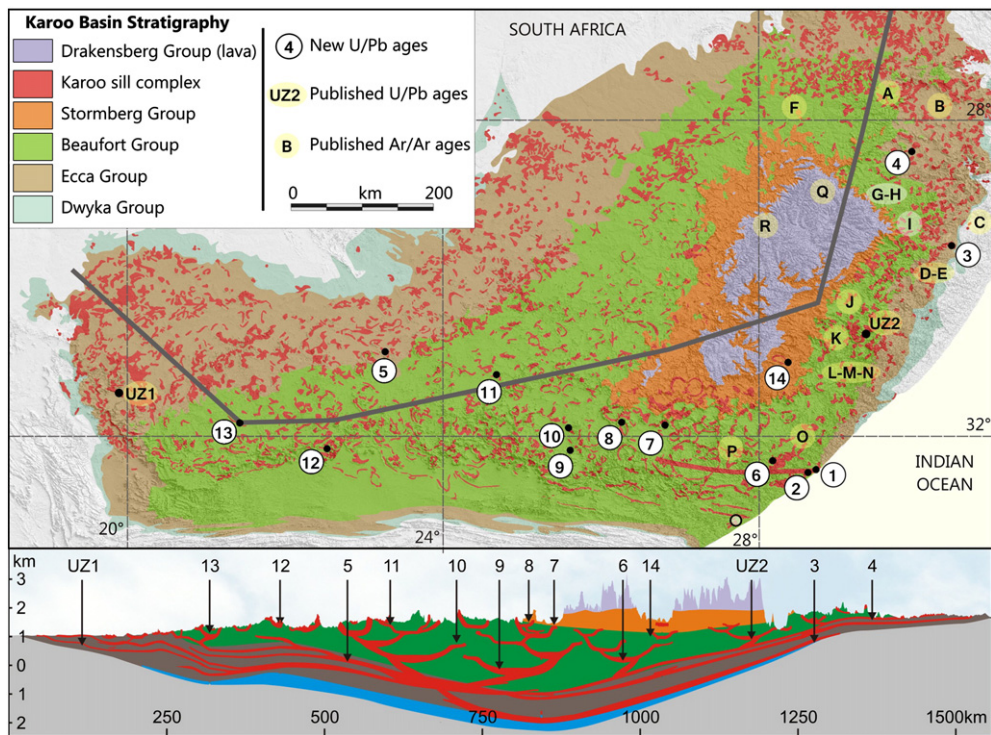 Karoo Basin Stratigraphy
Drakensberg Group (lava)
Karoo sill complex
Stormberg Group
Beaufort Group
Ecca Group
Dwyka Group
4 New U/Pb ages
UZ2 Published U/Pb ages
B Published Ar/Ar ages
0 km 200
SOUTH AFRICA
A
B
F
28°
4
Q
G-H
R
I
C
3
D-E
J
UZ2
K
5
11
14
L-M-N
UZ1
13
10
8
7
O
32°
12
9
P
6
1
2
INDIAN
OCEAN
20°
24°
28°
km
UZ1 13 12 5 11 10 9 8 7 6 14 UZ2 3 4
3
2
1
0
1
2
250 500 750 1000 1250 1500km